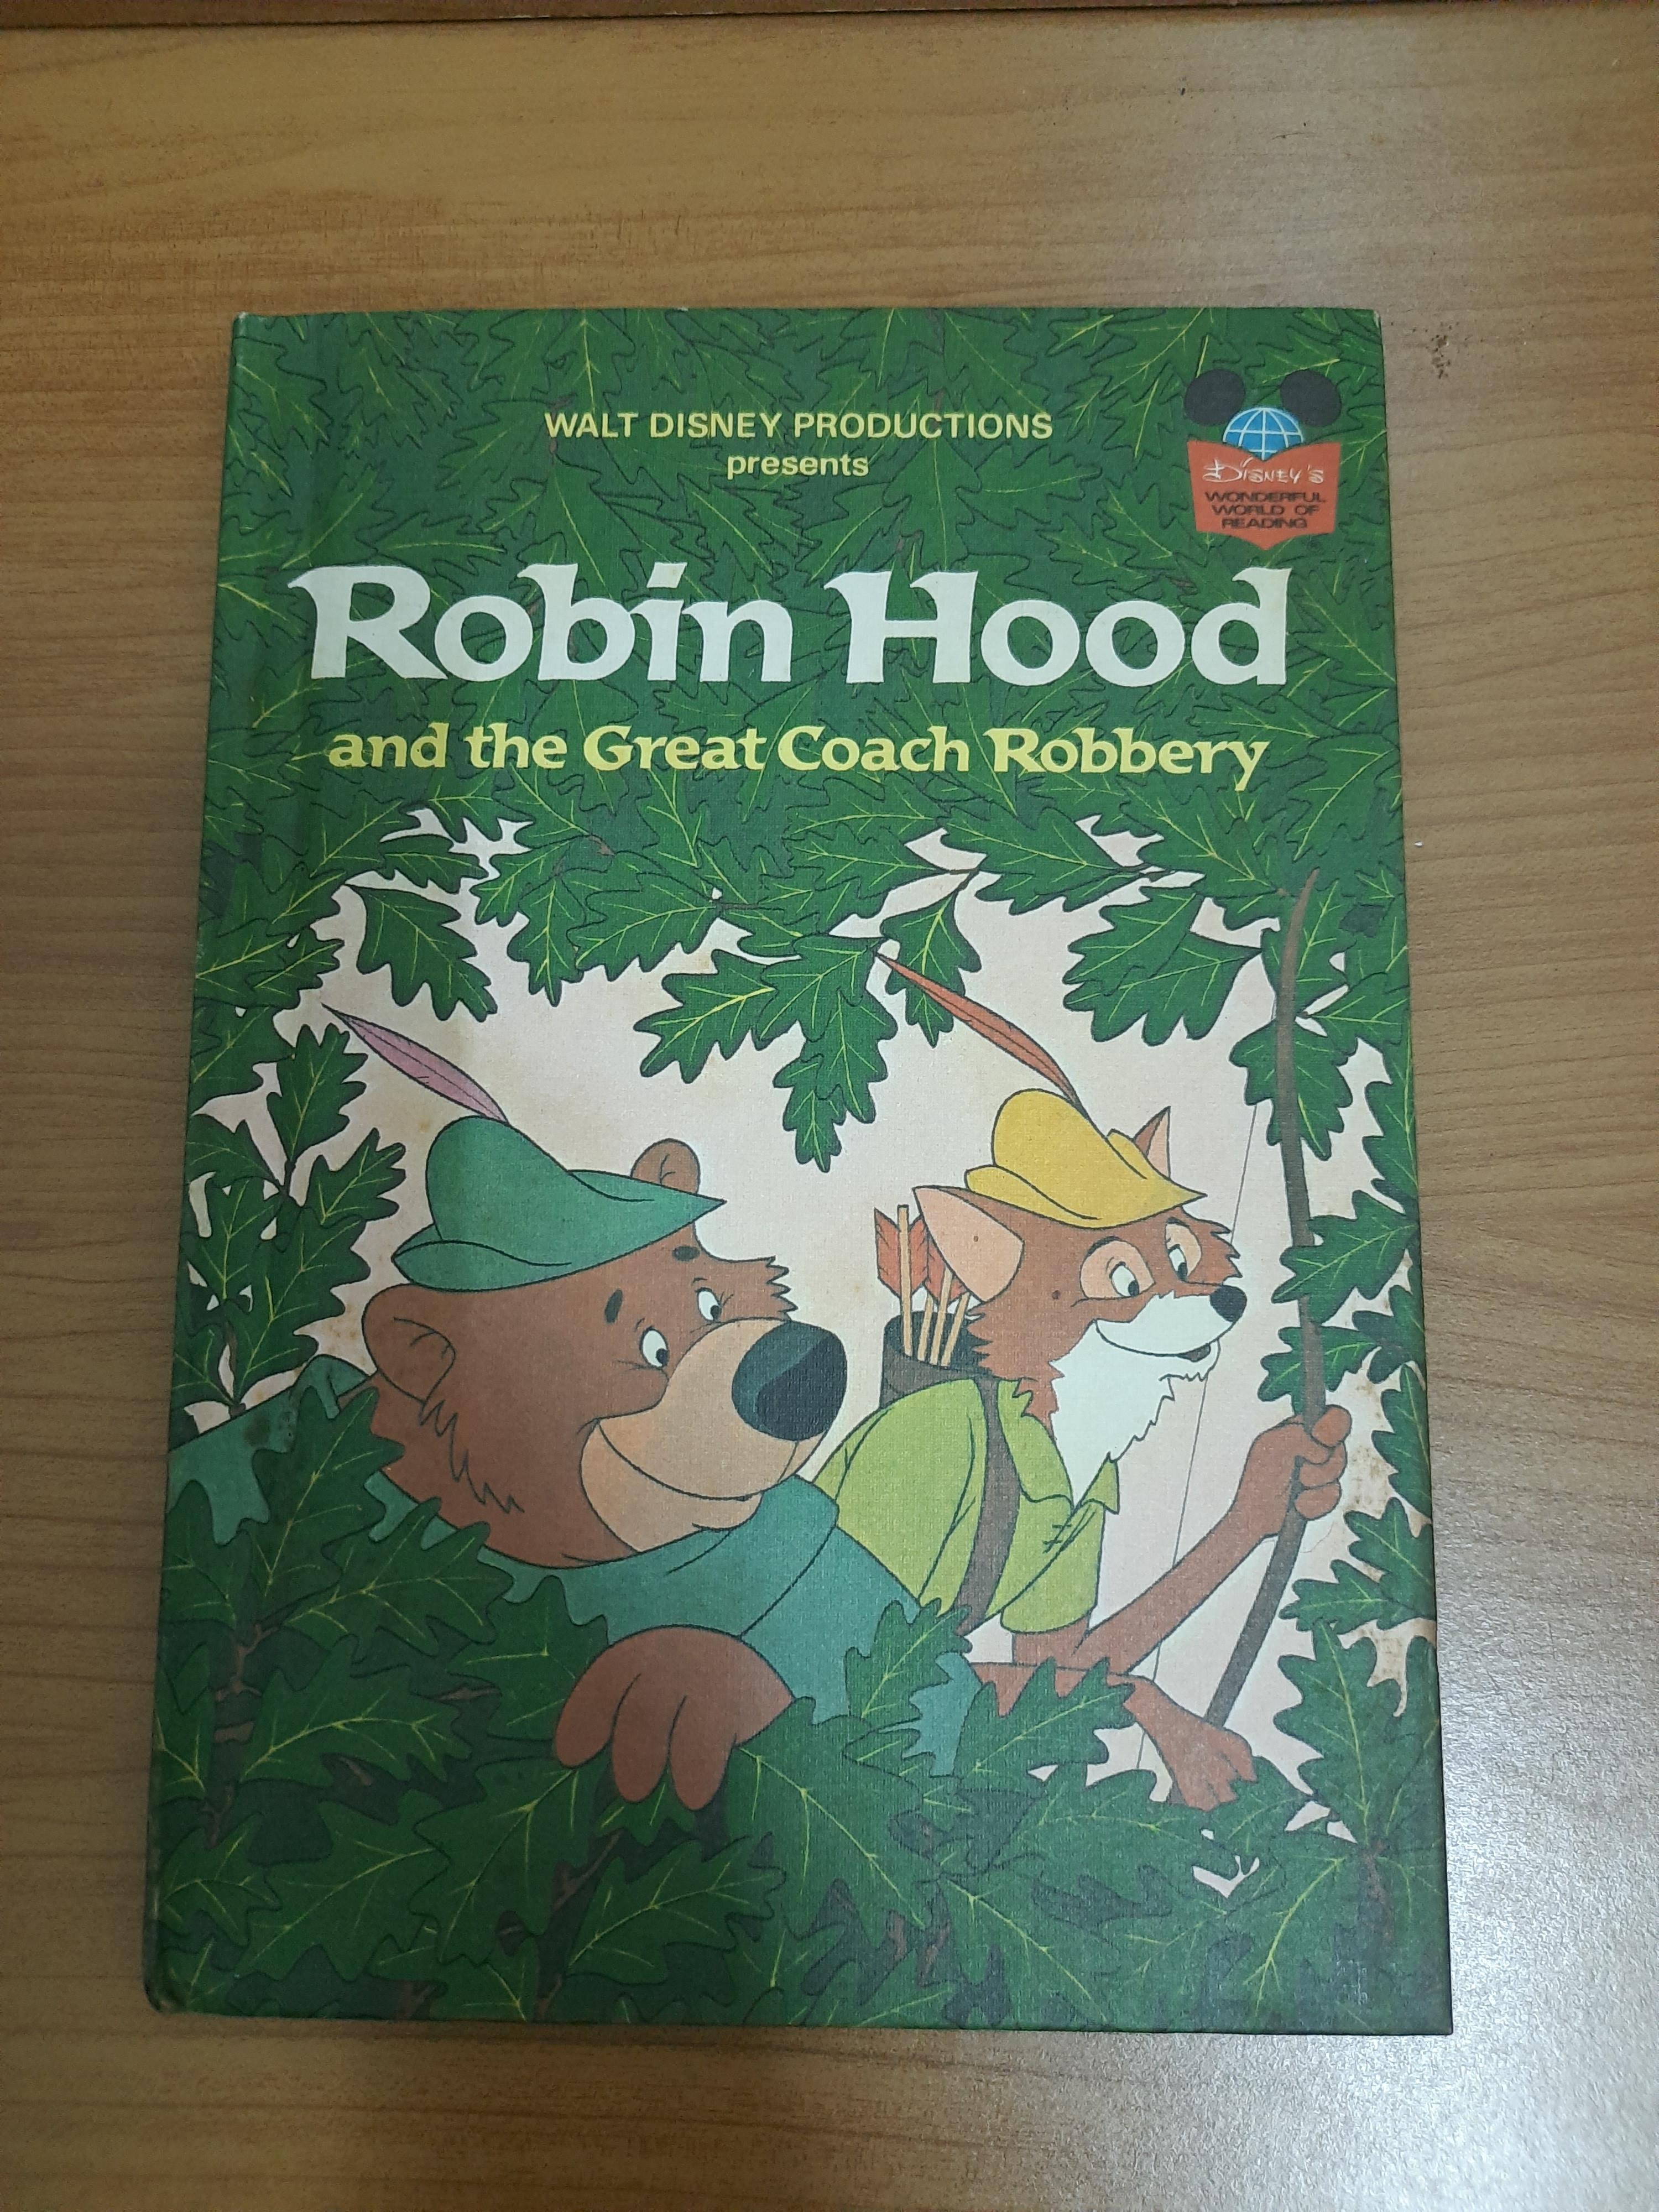 WALT DISNEY PRODUCTIONS
presents
DISNEY'S
WONDERFUL
WORLD OF
READING
Robin Hood
and the Great Coach Robbery